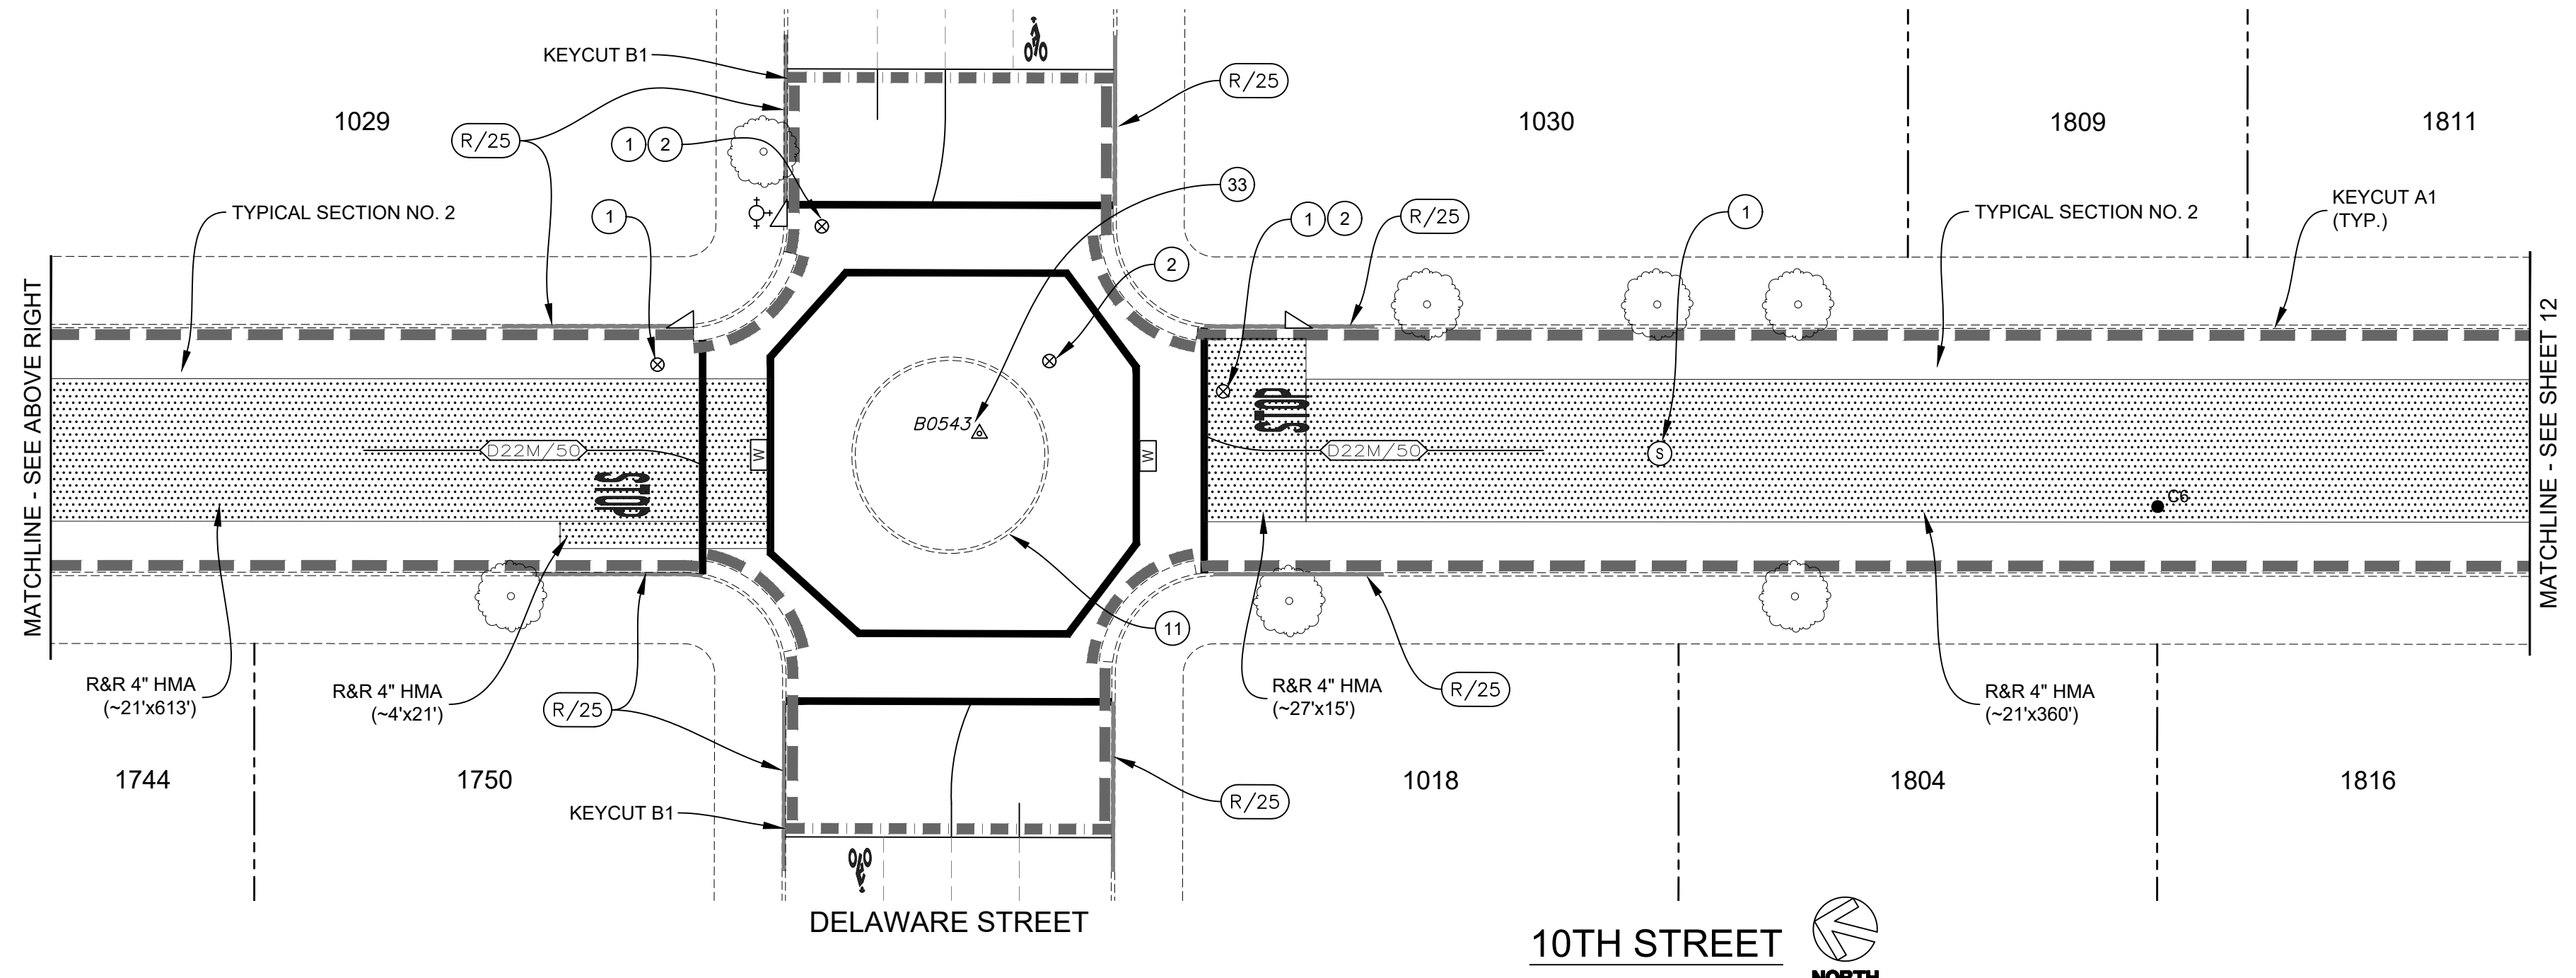 KEYCUT B1
R/25
1029
1030
1809
1811
R/25
1 2
33
TYPICAL SECTION NO. 2
1
1 2
R/25
1
TYPICAL SECTION NO. 2
KEYCUT A1
(TYP.)
2
MATCHLINE - SEE ABOVE RIGHT
MATCHLINE - SEE SHEET 12
B0543
D22M/50
W
W
D22M/50
S
STOP
STOP
C6
11
R&R 4" HMA
(~21'x613')
R&R 4" HMA
(~4'x21')
R/25
R&R 4" HMA
(~27'x15')
R/25
R&R 4" HMA
(~21'x360')
1744
1750
1018
1804
1816
KEYCUT B1
R/25
DELAWARE STREET
10TH STREET
NORTH